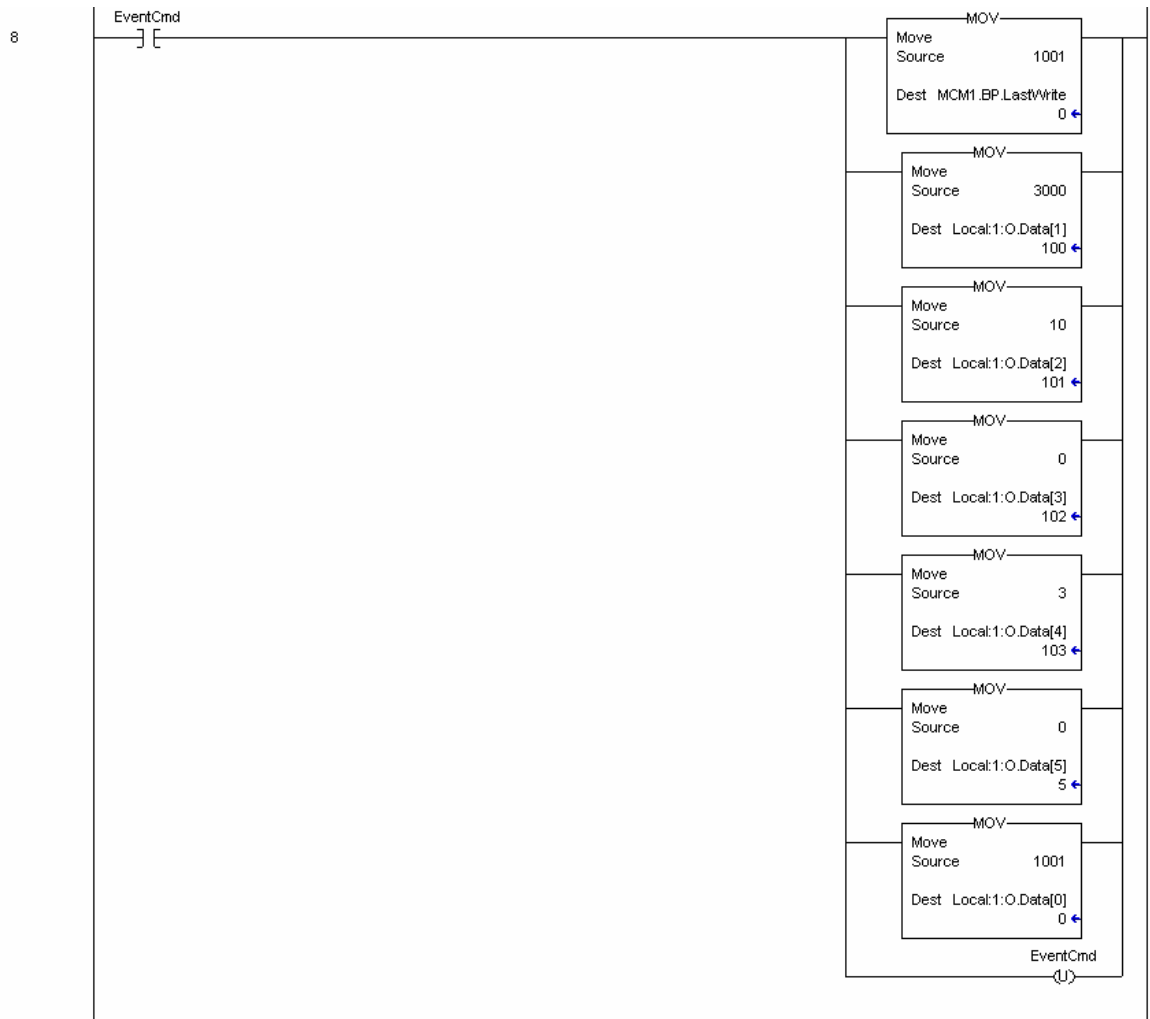 EventCmd
8
MOV
Move
Source 1001
Dest MCM1.BP.LastWrite
0
MOV
Move
Source 3000
Dest Local:1:O.Data[1]
100
MOV
Move
Source 10
Dest Local:1:O.Data[2]
101
MOV
Move
Source 0
Dest Local:1:O.Data[3]
102
MOV
Move
Source 3
Dest Local:1:O.Data[4]
103
MOV
Move
Source 0
Dest Local:1:O.Data[5]
5
MOV
Move
Source 1001
Dest Local:1:O.Data[0]
0
EventCmd
U